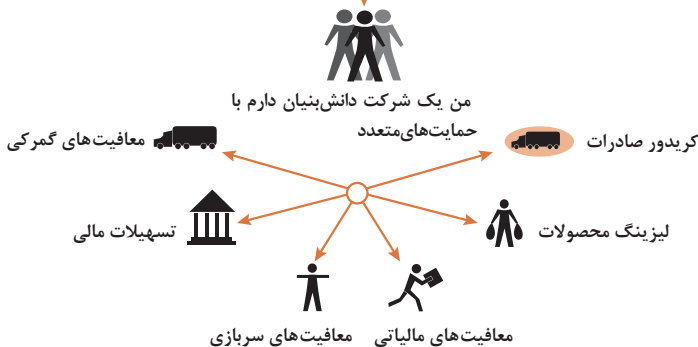 من یک شرکت دانش‌بنیان دارم با
حمایت‌های‌متعدد
کریدور صادرات
معافیت‌های گمرکی
لیزینگ محصولات
تسهیلات مالی
معافیت‌های مالیاتی
معافیت‌های سربازی